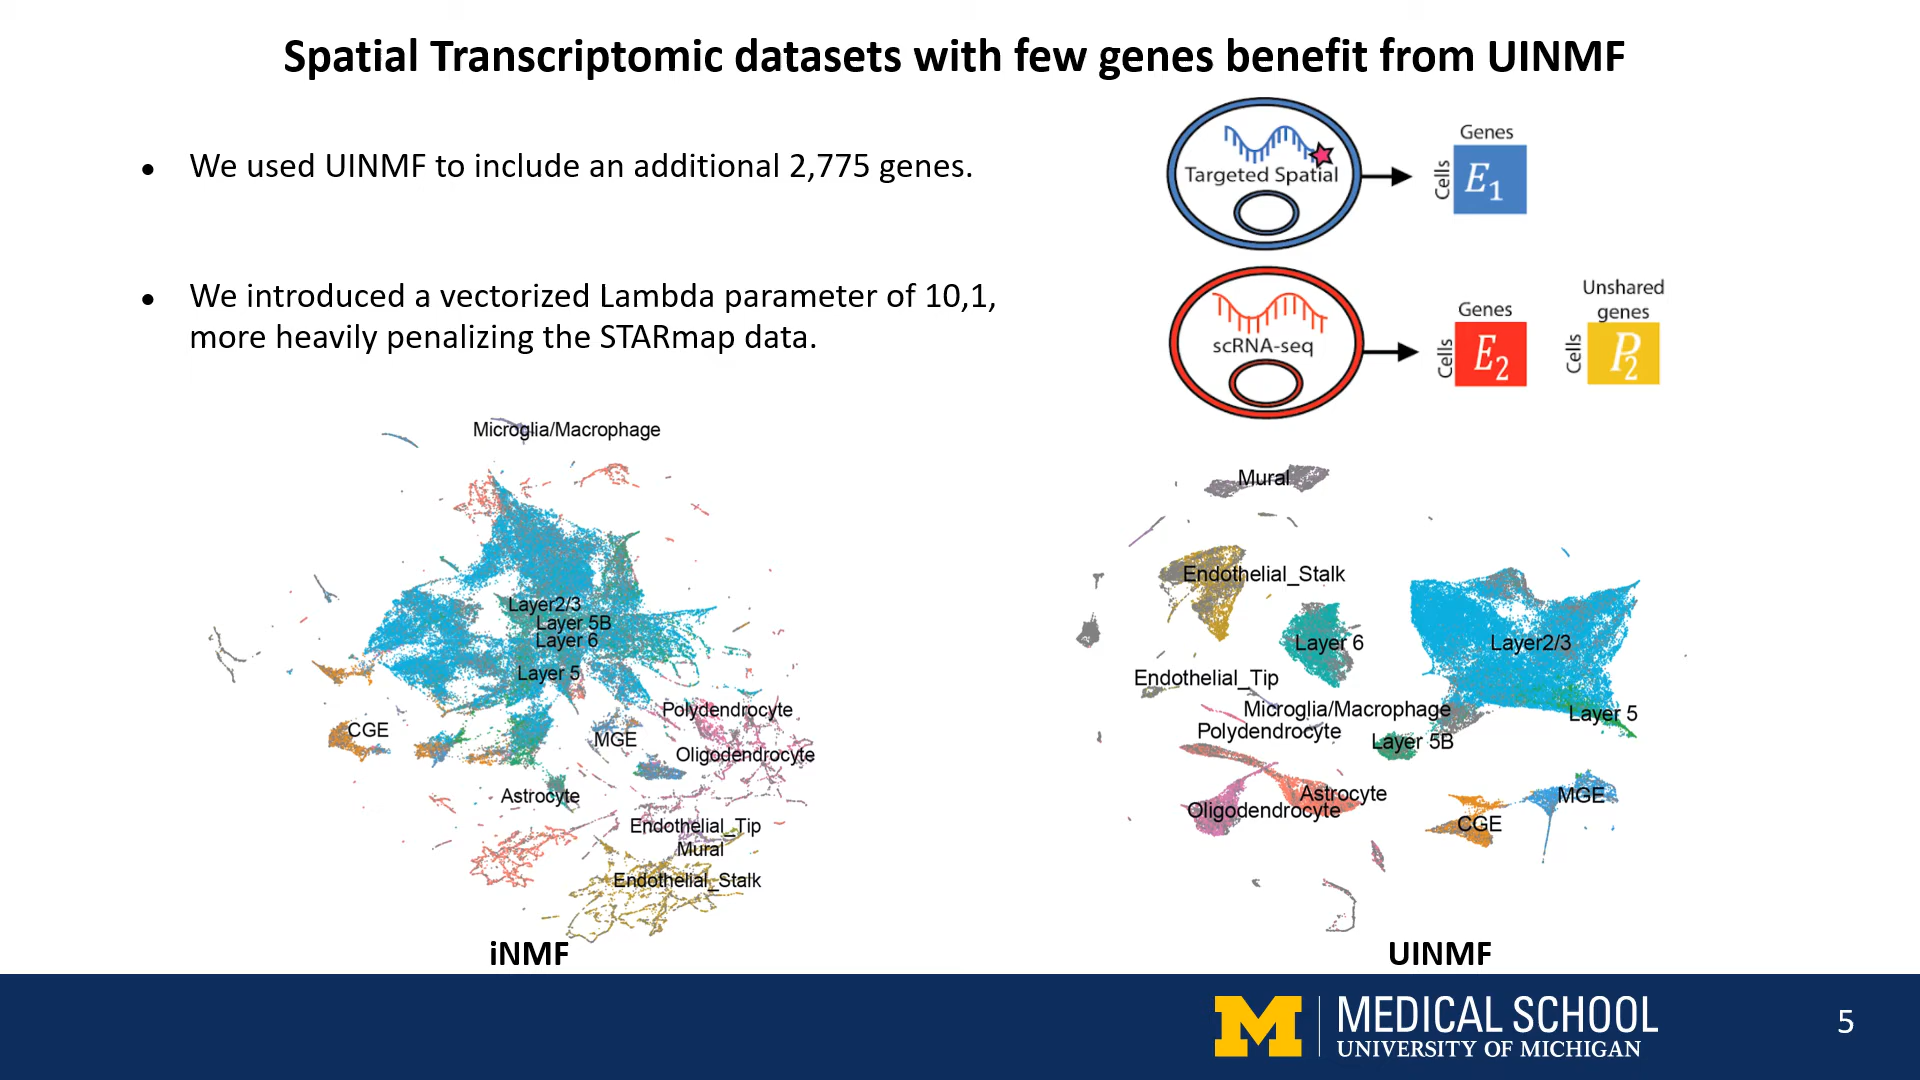 Spatial Transcriptomic datasets with few genes benefit from UINMF
● We used UINMF to include an additional 2,775 genes.
● We introduced a vectorized Lambda parameter of 10,1,
more heavily penalizing the STARmap data.
Targeted Spatial
Genes
Cells
E1
scRNA-seq
Genes
Cells
E2
Unshared
genes
Cells
P2
Microglia/Macrophage
Layer2/3
Layer 5B
Layer 6
Layer 5
Polydendrocyte
CGE
MGE
Oligodendrocyte
Astrocyte
Endothelial_Tip
Mural
Endothelial_Stalk
iNMF
Mural
Endothelial_Stalk
Layer 6
Layer2/3
Endothelial_Tip
Microglia/Macrophage
Layer 5
Polydendrocyte
Layer 5B
Astrocyte
MGE
Oligodendrocyte
CGE
UINMF
M
MEDICAL SCHOOL
UNIVERSITY OF MICHIGAN
5